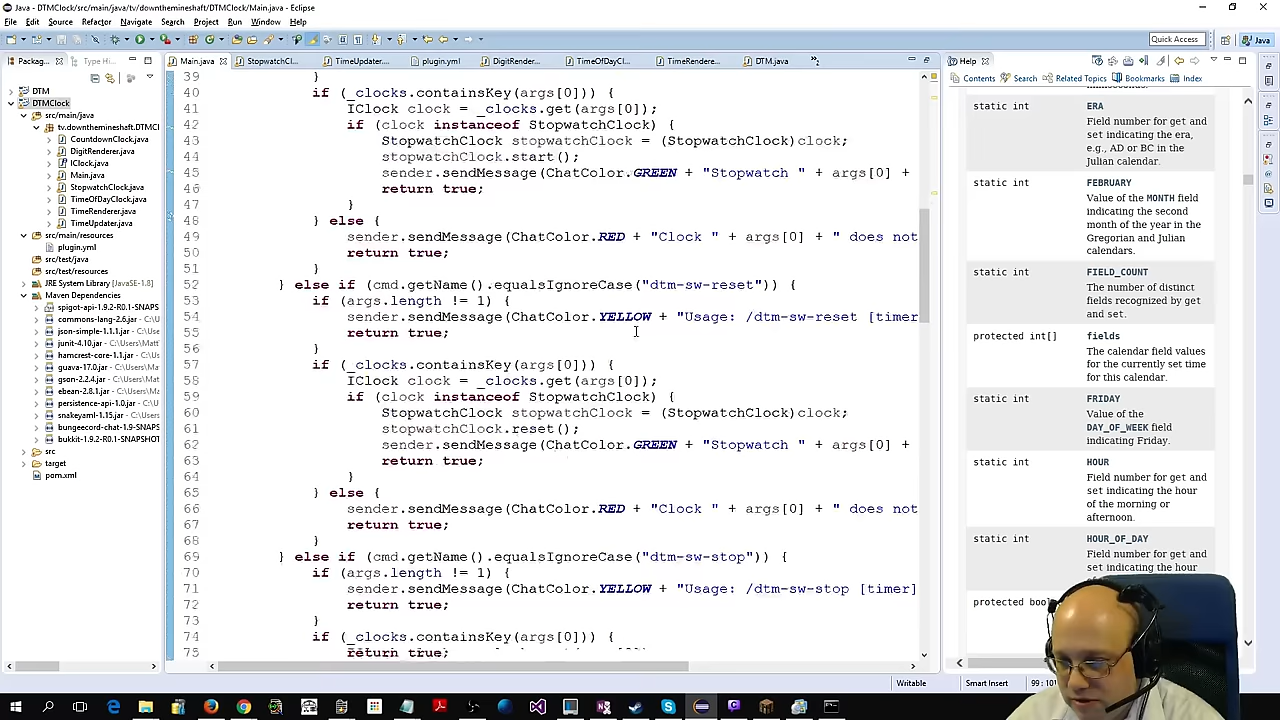 Java - DTMClock/src/main/java/tv/downthemineshaft/DTMClock/Main.java - Eclipse
File Edit Source Refactor Navigate Search Project Run Window Help
Quick Access
Java
Packag...
Type Hi...
Main.java
StopwatchCl...
TimeUpdater...
plugin.yml
DigitRender...
TimeOfDayCl...
TimeRendere...
DTM.java
Help
Contents Search Related Topics Bookmarks Index
DTM
DTMClock
src/main/java
tv.downthemineshaft.DTMCl
CountdownClock.java
DigitRenderer.java
IClock.java
Main.java
StopwatchClock.java
TimeOfDayClock.java
TimeRenderer.java
TimeUpdater.java
src/main/resources
plugin.yml
src/test/java
src/test/resources
JRE System Library [JavaSE-1.8]
Maven Dependencies
spigot-api-1.9.2-R0.1-SNAPS
commons-lang-2.6.jar - C:\U
json-simple-1.1.1.jar - C:\U
junit-4.10.jar - C:\Users\Mat
hamcrest-core-1.1.jar - C:\U
guava-17.0.jar - C:\Users\M
gson-2.2.4.jar - C:\Users\Ma
ebean-2.8.1.jar - C:\Users\M
persistence-api-1.0.jar - C:\U
snakeyaml-1.15.jar - C:\User
bungeecord-chat-1.9-SNAPS
bukkit-1.9.2-R0.1-SNAPSHOT
src
target
pom.xml
39 }
40 if (_clocks.containsKey(args[0])) {
41 IClock clock = _clocks.get(args[0]);
42 if (clock instanceof StopwatchClock) {
43 StopwatchClock stopwatchClock = (StopwatchClock)clock;
44 stopwatchClock.start();
45 sender.sendMessage(ChatColor.GREEN + "Stopwatch " + args[0] +
46 return true;
47 }
48 } else {
49 sender.sendMessage(ChatColor.RED + "Clock " + args[0] + " does not
50 return true;
51 }
52 } else if (cmd.getName().equalsIgnoreCase("dtm-sw-reset")) {
53 if (args.length != 1) {
54 sender.sendMessage(ChatColor.YELLOW + "Usage: /dtm-sw-reset [timer
55 return true;
56 }
57 if (_clocks.containsKey(args[0])) {
58 IClock clock = _clocks.get(args[0]);
59 if (clock instanceof StopwatchClock) {
60 StopwatchClock stopwatchClock = (StopwatchClock)clock;
61 stopwatchClock.reset();
62 sender.sendMessage(ChatColor.GREEN + "Stopwatch " + args[0] +
63 return true;
64 }
65 } else {
66 sender.sendMessage(ChatColor.RED + "Clock " + args[0] + " does not
67 return true;
68 }
69 } else if (cmd.getName().equalsIgnoreCase("dtm-sw-stop")) {
70 if (args.length != 1) {
71 sender.sendMessage(ChatColor.YELLOW + "Usage: /dtm-sw-stop [timer]
72 return true;
73 }
74 if (_clocks.containsKey(args[0])) {
75 return true;
static int ERA
Field number for get and
set indicating the era,
e.g., AD or BC in the
Julian calendar.
static int FEBRUARY
Value of the MONTH field
indicating the second
month of the year in the
Gregorian and Julian
calendars.
static int FIELD_COUNT
The number of distinct
fields recognized by get
and set.
protected int[] fields
The calendar field values
for the currently set time
for this calendar.
static int FRIDAY
Value of the
DAY_OF_WEEK field
indicating Friday.
static int HOUR
Field number for get and
set indicating the hour
of the morning or
afternoon.
static int HOUR_OF_DAY
Field number for get and
set indicating the hour
protected
Writable Smart Insert